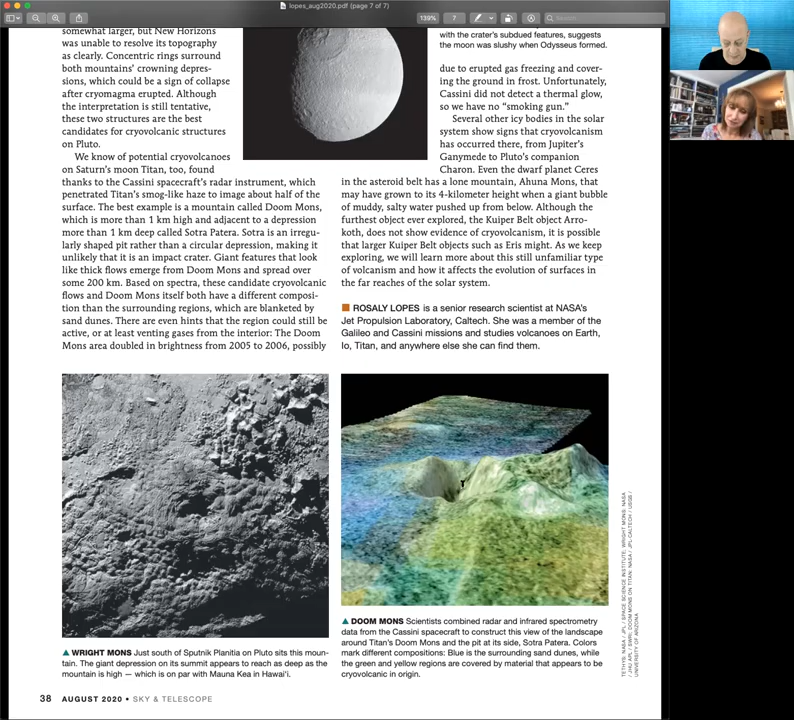 lopes_aug2020.pdf (page 7 of 7)
139%
7
Search
somewhat larger, but New Horizons
was unable to resolve its topography
as clearly. Concentric rings surround
both mountains' crowning depres-
sions, which could be a sign of collapse
after cryomagma erupted. Although
the interpretation is still tentative,
these two structures are the best
candidates for cryovolcanic structures
on Pluto.
We know of potential cryovolcanoes
on Saturn's moon Titan, too, found
thanks to the Cassini spacecraft's radar instrument, which
penetrated Titan's smog-like haze to image about half of the
surface. The best example is a mountain called Doom Mons,
which is more than 1 km high and adjacent to a depression
more than 1 km deep called Sotra Patera. Sotra is an irregu-
larly shaped pit rather than a circular depression, making it
unlikely that it is an impact crater. Giant features that look
like thick flows emerge from Doom Mons and spread over
some 200 km. Based on spectra, these candidate cryovolcanic
flows and Doom Mons itself both have a different composi-
tion than the surrounding regions, which are blanketed by
sand dunes. There are even hints that the region could still be
active, or at least venting gases from the interior: The Doom
Mons area doubled in brightness from 2005 to 2006, possibly
with the crater's subdued features, suggests
the moon was slushy when Odysseus formed.
due to erupted gas freezing and cover-
ing the ground in frost. Unfortunately,
Cassini did not detect a thermal glow,
so we have no "smoking gun."
Several other icy bodies in the solar
system show signs that cryovolcanism
has occurred there, from Jupiter's
Ganymede to Pluto's companion
Charon. Even the dwarf planet Ceres
in the asteroid belt has a lone mountain, Ahuna Mons, that
may have grown to its 4-kilometer height when a giant bubble
of muddy, salty water pushed up from below. Although the
furthest object ever explored, the Kuiper Belt object Arro-
koth, does not show evidence of cryovolcanism, it is possible
that larger Kuiper Belt objects such as Eris might. As we keep
exploring, we will learn more about this still unfamiliar type
of volcanism and how it affects the evolution of surfaces in
the far reaches of the solar system.
■ ROSALY LOPES is a senior research scientist at NASA's
Jet Propulsion Laboratory, Caltech. She was a member of the
Galileo and Cassini missions and studies volcanoes on Earth,
Io, Titan, and anywhere else she can find them.
▲ WRIGHT MONS Just south of Sputnik Planitia on Pluto sits this moun-
tain. The giant depression on its summit appears to reach as deep as the
mountain is high — which is on par with Mauna Kea in Hawai'i.
▲ DOOM MONS Scientists combined radar and infrared spectrometry
data from the Cassini spacecraft to construct this view of the landscape
around Titan's Doom Mons and the pit at its side, Sotra Patera. Colors
mark different compositions: Blue is the surrounding sand dunes, while
the green and yellow regions are covered by material that appears to be
cryovolcanic in origin.
TETHYS: NASA / JPL / SPACE SCIENCE INSTITUTE; WRIGHT MONS: NASA
/ JHU APL / SWRI; DOOM MONS ON TITAN: NASA / JPL-CALTECH / USGS /
UNIVERSITY OF ARIZONA
38 AUGUST 2020 • SKY & TELESCOPE